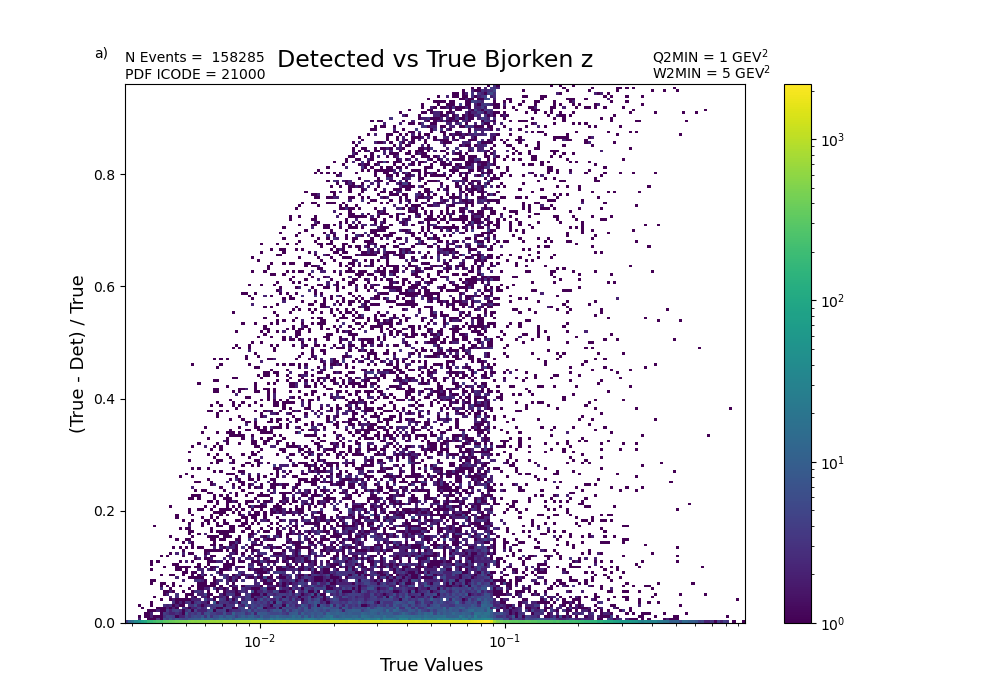 a)
N Events =  158285
PDF ICODE = 21000
Detected vs True Bjorken z
Q2MIN = 1 GEV²
W2MIN = 5 GEV²
(True - Det) / True
0.8
0.6
0.4
0.2
0.0
10⁻²
10⁻¹
True Values
10³
10²
10¹
10⁰